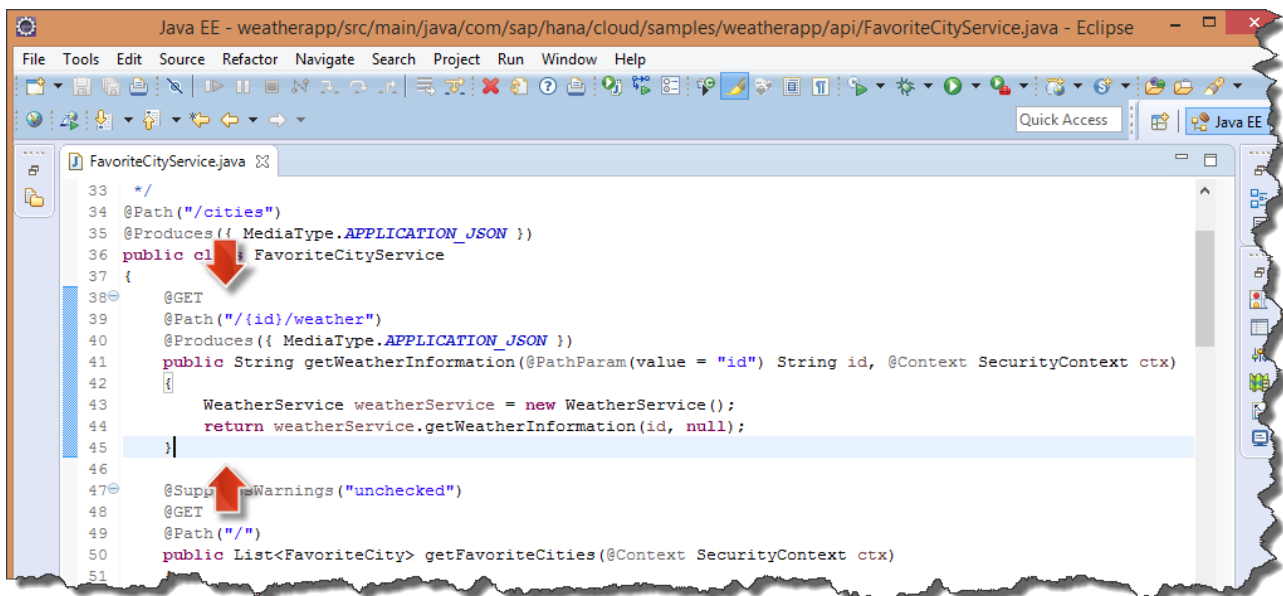 Java EE - weatherapp/src/main/java/com/sap/hana/cloud/samples/weatherapp/api/FavoriteCityService.java - Eclipse
File Tools Edit Source Refactor Navigate Search Project Run Window Help
Quick Access
Java EE
FavoriteCityService.java
33 */
34 @Path("/cities")
35 @Produces({ MediaType.APPLICATION_JSON })
36 public FavoriteCityService
37 {
38 @GET
39 @Path("/{id}/weather")
40 @Produces({ MediaType.APPLICATION_JSON })
41 public String getWeatherInformation(@PathParam(value = "id") String id, @Context SecurityContext ctx)
42 {
43 WeatherService weatherService = new WeatherService();
44 return weatherService.getWeatherInformation(id, null);
45 }
46
47 ("unchecked")
48 @GET
49 @Path("/")
50 public List<FavoriteCity> getFavoriteCities(@Context SecurityContext ctx)
51